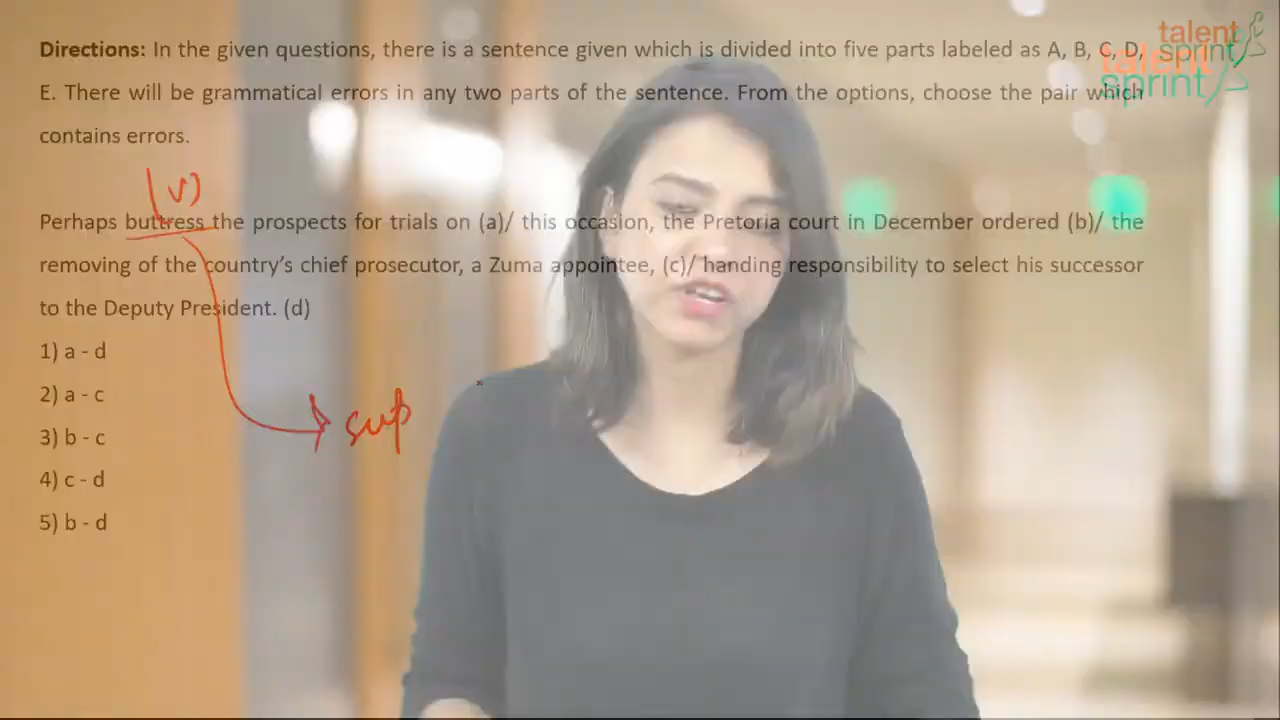 talent
sprint
talent
sprint
Directions: In the given questions, there is a sentence given which is divided into five parts labeled as A, B, C, D,
E. There will be grammatical errors in any two parts of the sentence. From the options, choose the pair which
contains errors.
(v)
Perhaps buttress the prospects for trials on (a)/ this occasion, the Pretoria court in December ordered (b)/ the
removing of the country’s chief prosecutor, a Zuma appointee, (c)/ handing responsibility to select his successor
to the Deputy President. (d)
1) a - d
2) a - c
sup
3) b - c
4) c - d
5) b - d